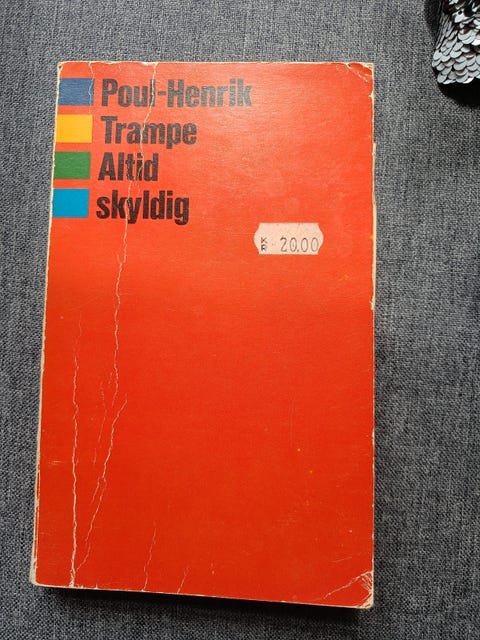 Poul-Henrik
Trampe
Altid
skyldig
KR 20.00